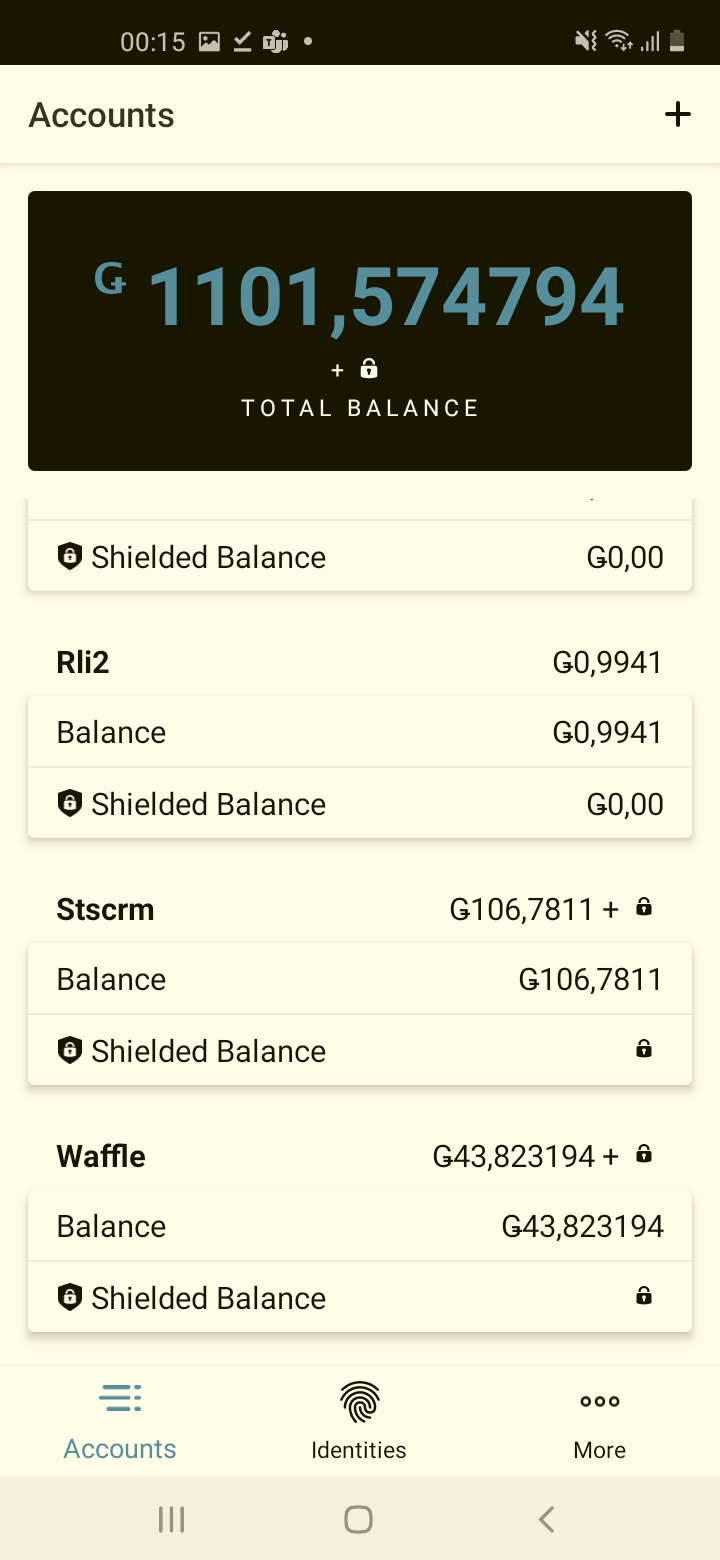 00:15
Accounts
+
Ǥ 1101,574794
+
TOTAL BALANCE
Shielded Balance Ǥ0,00
Rli2 Ǥ0,9941
Balance Ǥ0,9941
Shielded Balance Ǥ0,00
Stscrm Ǥ106,7811 +
Balance Ǥ106,7811
Shielded Balance
Waffle Ǥ43,823194 +
Balance Ǥ43,823194
Shielded Balance
Accounts Identities More